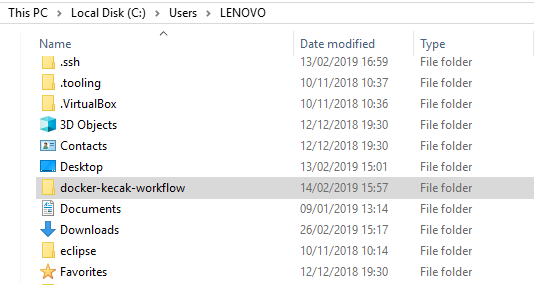 This PC > Local Disk (C:) > Users > LENOVO
Name Date modified Type
.ssh 13/02/2019 16:59 File folder
.tooling 10/11/2018 10:37 File folder
.VirtualBox 10/11/2018 10:36 File folder
3D Objects 12/12/2018 19:30 File folder
Contacts 12/12/2018 19:30 File folder
Desktop 13/02/2019 15:01 File folder
docker-kecak-workflow 14/02/2019 15:57 File folder
Documents 09/01/2019 13:14 File folder
Downloads 26/02/2019 15:17 File folder
eclipse 10/11/2018 10:14 File folder
Favorites 12/12/2018 19:30 File folder